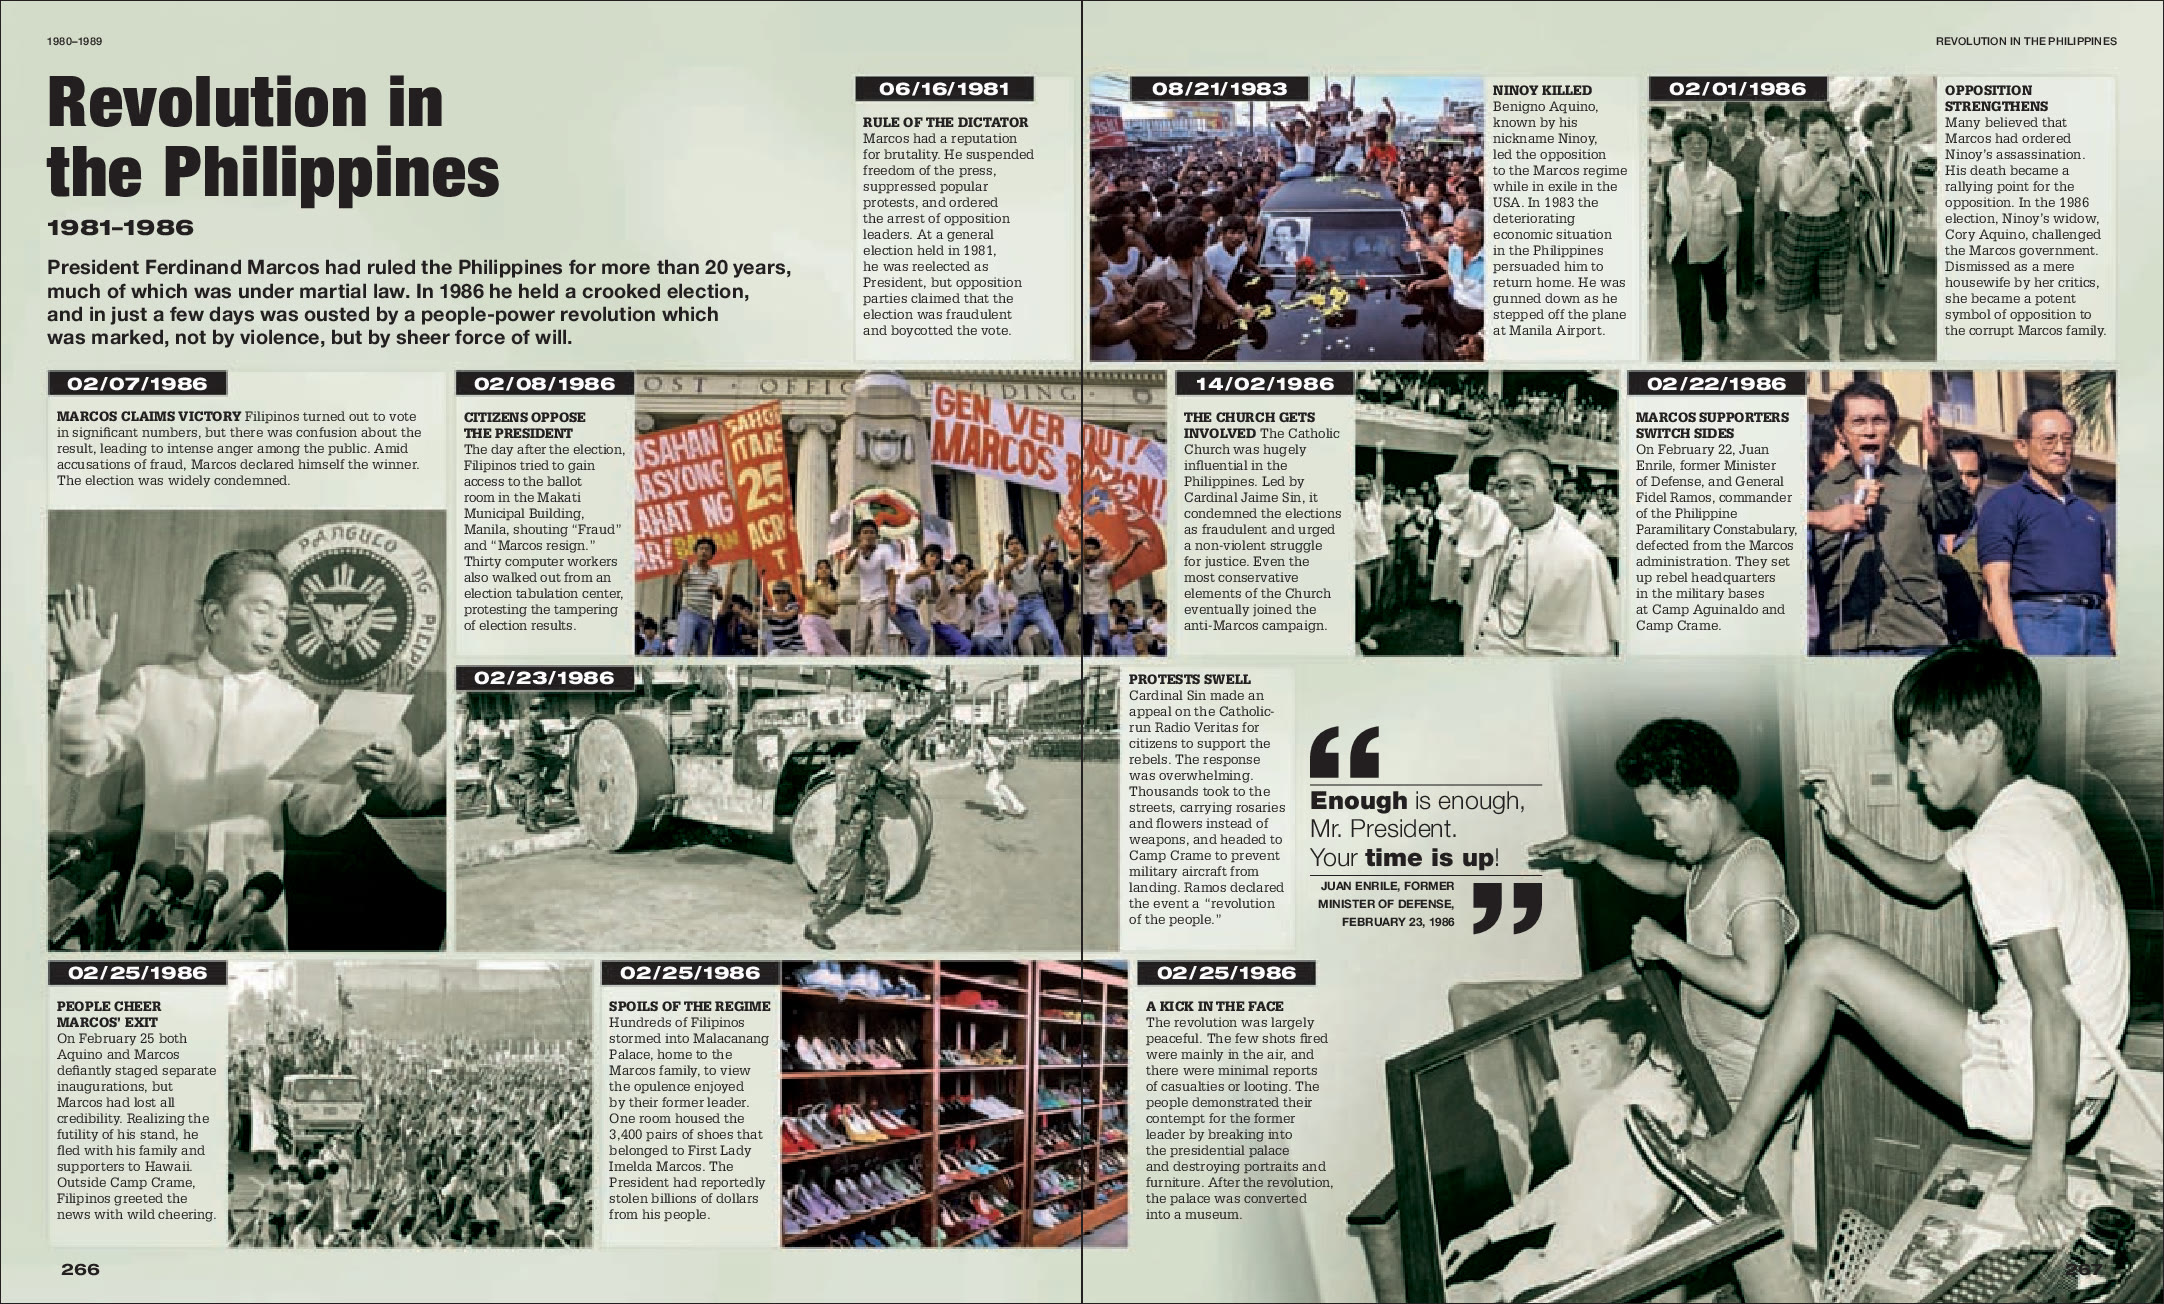 1980–1989
REVOLUTION IN THE PHILIPPINES
Revolution in
the Philippines
1981–1986
President Ferdinand Marcos had ruled the Philippines for more than 20 years,
much of which was under martial law. In 1986 he held a crooked election,
and in just a few days was ousted by a people-power revolution which
was marked, not by violence, but by sheer force of will.
06/16/1981
RULE OF THE DICTATOR
Marcos had a reputation
for brutality. He suspended
freedom of the press,
suppressed popular
protests, and ordered
the arrest of opposition
leaders. At a general
election held in 1981,
he was reelected as
President, but opposition
parties claimed that the
election was fraudulent
and boycotted the vote.
08/21/1983
NINOY KILLED
Benigno Aquino,
known by his
nickname Ninoy,
led the opposition
to the Marcos regime
while in exile in the
USA. In 1983 the
deteriorating
economic situation
in the Philippines
persuaded him to
return home. He was
gunned down as he
stepped off the plane
at Manila Airport.
02/01/1986
OPPOSITION
STRENGTHENS
Many believed that
Marcos had ordered
Ninoy's assassination.
His death became a
rallying point for the
opposition. In the 1986
election, Ninoy's widow,
Cory Aquino, challenged
the Marcos government.
Dismissed as a mere
housewife by her critics,
she became a potent
symbol of opposition to
the corrupt Marcos family.
02/07/1986
MARCOS CLAIMS VICTORY Filipinos turned out to vote
in significant numbers, but there was confusion about the
result, leading to intense anger among the public. Amid
accusations of fraud, Marcos declared himself the winner.
The election was widely condemned.
PANGULO NG PILIPI
02/08/1986
CITIZENS OPPOSE
THE PRESIDENT
The day after the election,
Filipinos tried to gain
access to the ballot
room in the Makati
Municipal Building,
Manila, shouting “Fraud”
and “Marcos resign.”
Thirty computer workers
also walked out from an
election tabulation center,
protesting the tampering
of election results.
OST · OFFIC BUILDING ·
GEN. VER OUT!
MARCOS
OSAHAN
ASYONG
AHAT NG
AR! BAYAN
SAHOD
ITAAS
25
ACR
T
14/02/1986
THE CHURCH GETS
INVOLVED The Catholic
Church was hugely
influential in the
Philippines. Led by
Cardinal Jaime Sin, it
condemned the elections
as fraudulent and urged
a non-violent struggle
for justice. Even the
most conservative
elements of the Church
eventually joined the
anti-Marcos campaign.
02/22/1986
MARCOS SUPPORTERS
SWITCH SIDES
On February 22, Juan
Enrile, former Minister
of Defense, and General
Fidel Ramos, commander
of the Philippine
Paramilitary Constabulary,
defected from the Marcos
administration. They set
up rebel headquarters
in the military bases
at Camp Aguinaldo and
Camp Crame.
02/23/1986
PROTESTS SWELL
Cardinal Sin made an
appeal on the Catholic-
run Radio Veritas for
citizens to support the
rebels. The response
was overwhelming.
Thousands took to the
streets, carrying rosaries
and flowers instead of
weapons, and headed to
Camp Crame to prevent
military aircraft from
landing. Ramos declared
the event a “revolution
of the people.”
“
Enough is enough,
Mr. President.
Your time is up!
JUAN ENRILE, FORMER
MINISTER OF DEFENSE,
FEBRUARY 23, 1986
”
02/25/1986
PEOPLE CHEER
MARCOS' EXIT
On February 25 both
Aquino and Marcos
defiantly staged separate
inaugurations, but
Marcos had lost all
credibility. Realizing the
futility of his stand, he
fled with his family and
supporters to Hawaii.
Outside Camp Crame,
Filipinos greeted the
news with wild cheering.
02/25/1986
SPOILS OF THE REGIME
Hundreds of Filipinos
stormed into Malacanang
Palace, home to the
Marcos family, to view
the opulence enjoyed
by their former leader.
One room housed the
3,400 pairs of shoes that
belonged to First Lady
Imelda Marcos. The
President had reportedly
stolen billions of dollars
from his people.
02/25/1986
A KICK IN THE FACE
The revolution was largely
peaceful. The few shots fired
were mainly in the air, and
there were minimal reports
of casualties or looting. The
people demonstrated their
contempt for the former
leader by breaking into
the presidential palace
and destroying portraits and
furniture. After the revolution,
the palace was converted
into a museum.
266
267